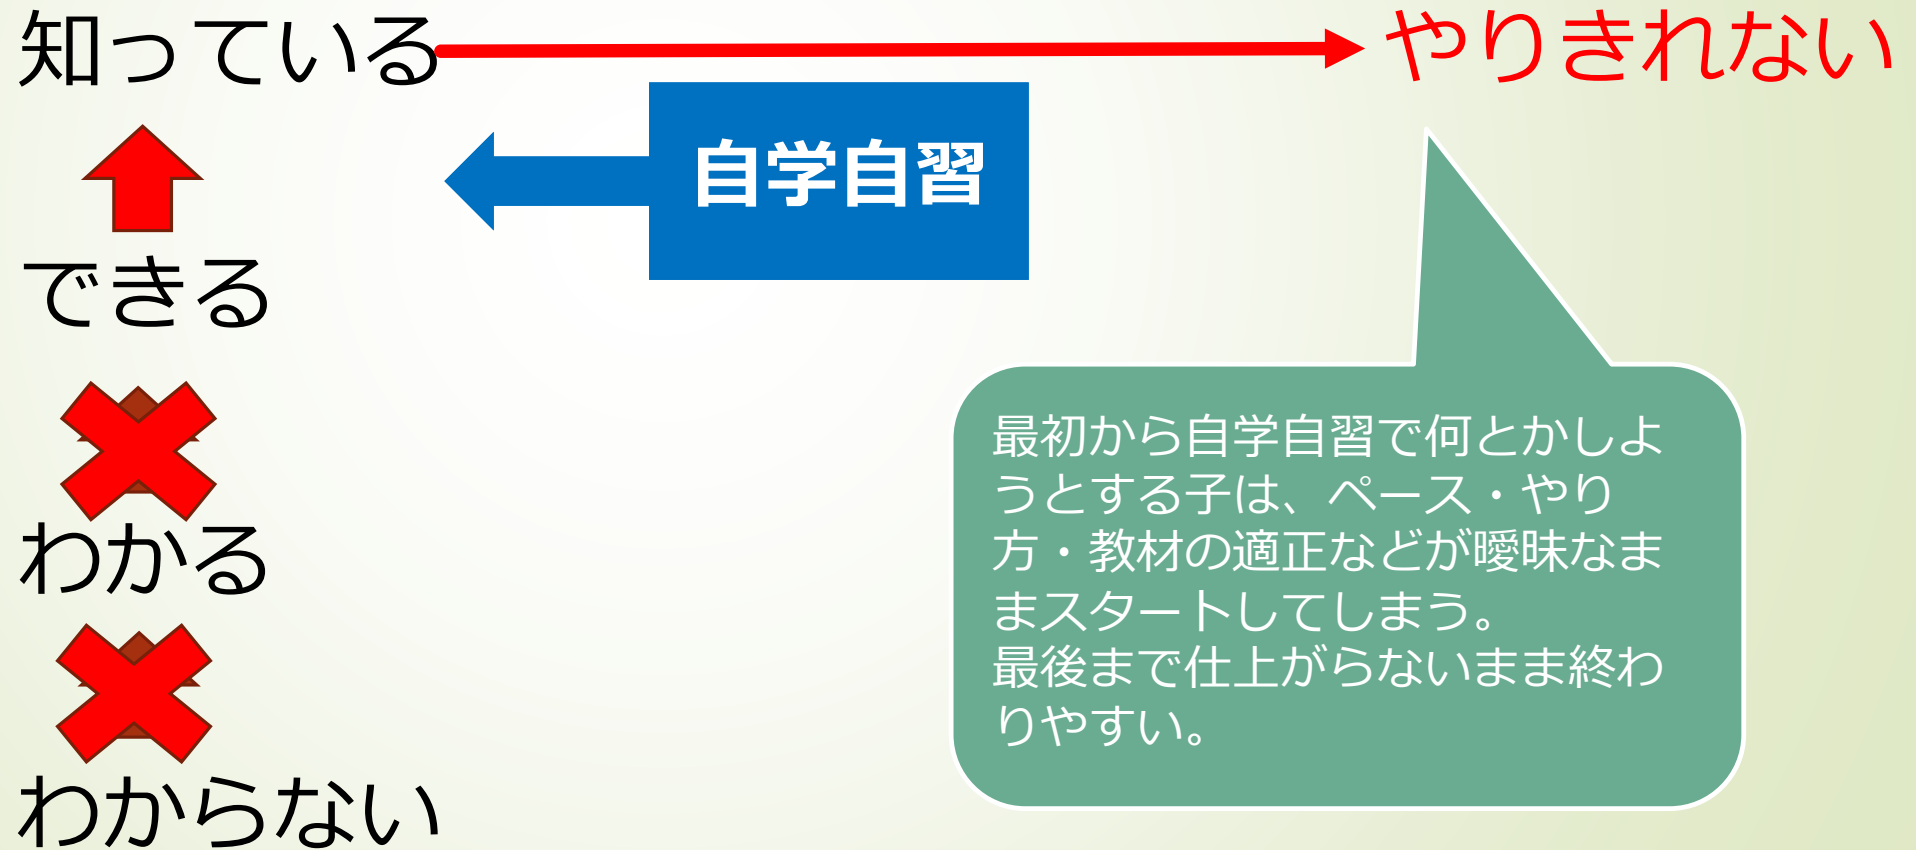 知っている
やりきれない
自学自習
できる
わかる
わからない
最初から自学自習で何とかしよ
うとする子は、ペース・やり
方・教材の適正などが曖昧なま
まスタートしてしまう。
最後まで仕上がらないまま終わ
りやすい。